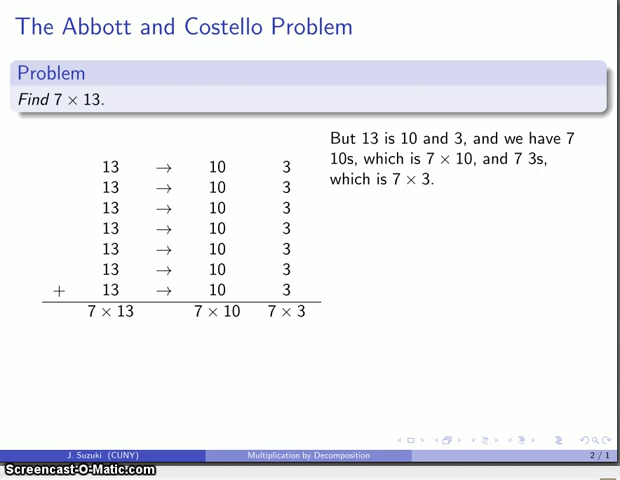 The Abbott and Costello Problem
Problem
Find 7 × 13.
But 13 is 10 and 3, and we have 7
10s, which is 7 × 10, and 7 3s,
which is 7 × 3.
13 → 10 3
13 → 10 3
13 → 10 3
13 → 10 3
13 → 10 3
13 → 10 3
+ 13 → 10 3
7 × 13 7 × 10 7 × 3
J. Suzuki (CUNY) Multiplication by Decomposition 2 / 1
Screencast-O-Matic.com